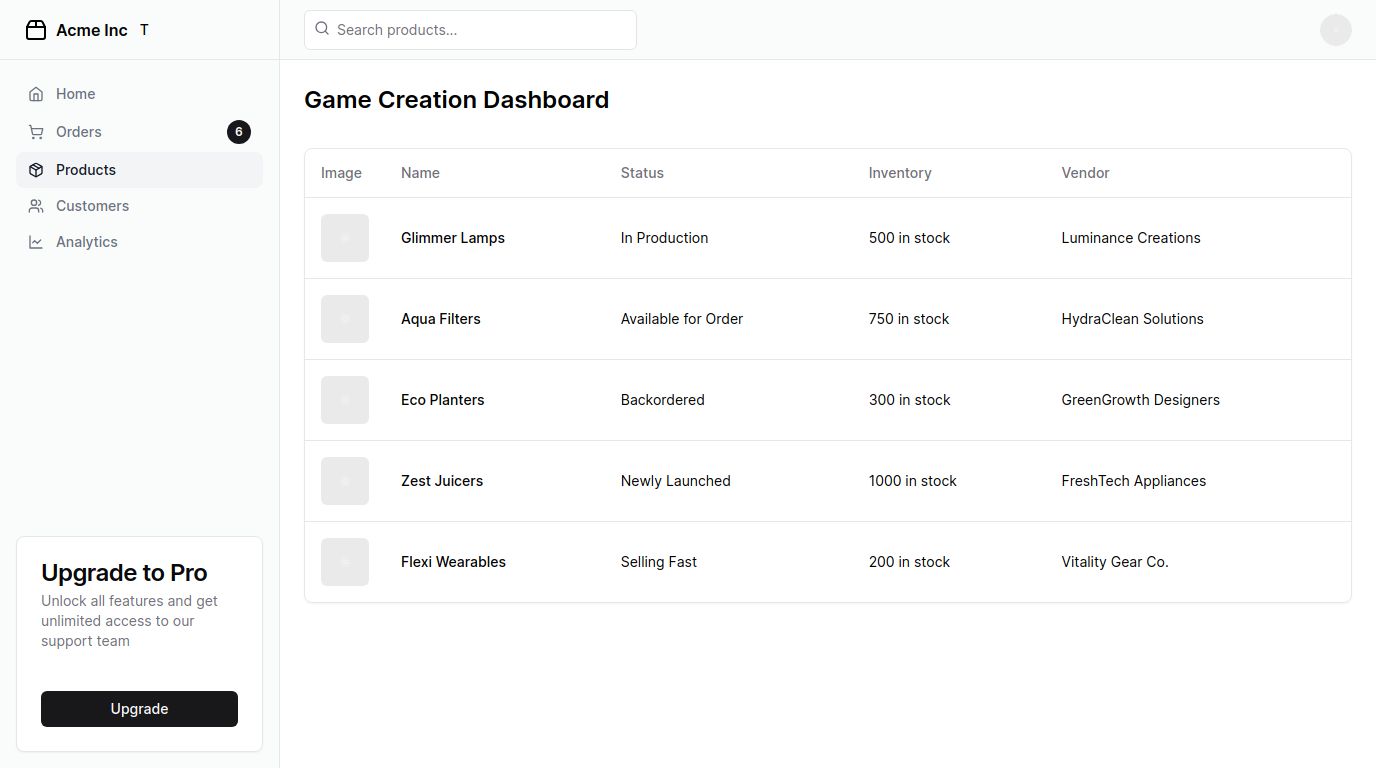 Acme Inc T
Search products...
Home
Orders 6
Products
Customers
Analytics
Upgrade to Pro
Unlock all features and get
unlimited access to our
support team
Upgrade
Game Creation Dashboard
Image Name Status Inventory Vendor
Glimmer Lamps In Production 500 in stock Luminance Creations
Aqua Filters Available for Order 750 in stock HydraClean Solutions
Eco Planters Backordered 300 in stock GreenGrowth Designers
Zest Juicers Newly Launched 1000 in stock FreshTech Appliances
Flexi Wearables Selling Fast 200 in stock Vitality Gear Co.